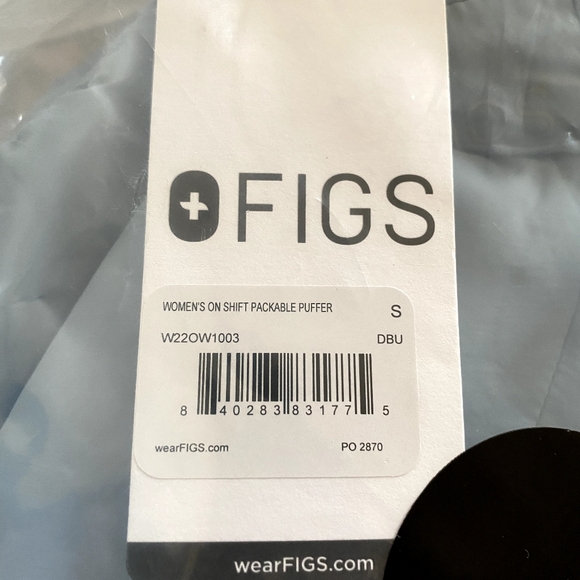 FIGS
WOMEN'S ON SHIFT PACKABLE PUFFER S
W22OW1003 DBU
8 40283 83177 5
wearFIGS.com PO 2870
wearFIGS.com